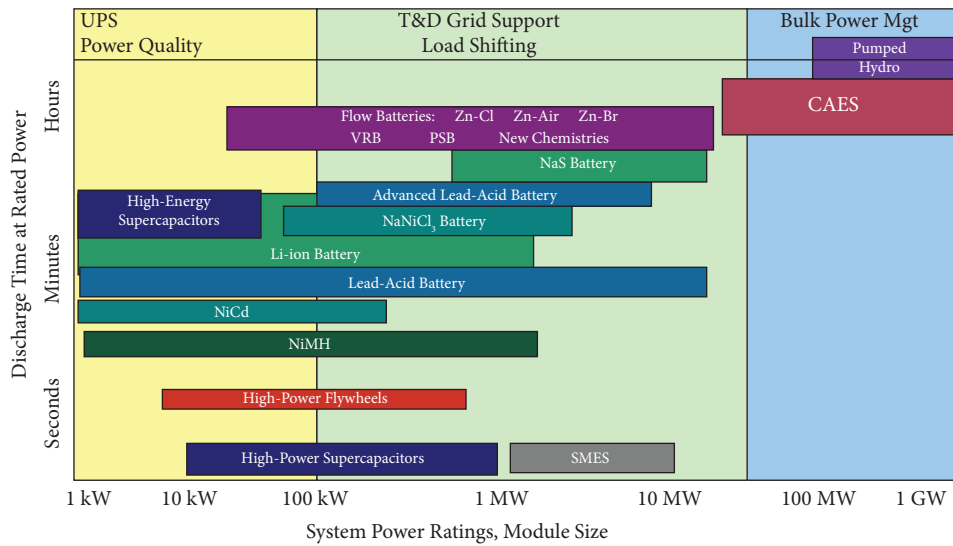 UPS
Power Quality
T&D Grid Support
Load Shifting
Bulk Power Mgt
Pumped
Hydro
CAES
Flow Batteries: Zn-Cl Zn-Air Zn-Br
VRB PSB New Chemistries
NaS Battery
Advanced Lead-Acid Battery
High-Energy
Supercapacitors
NaNiCl₃ Battery
Li-ion Battery
Lead-Acid Battery
NiCd
NiMH
High-Power Flywheels
High-Power Supercapacitors
SMES
Discharge Time at Rated Power
Hours
Minutes
Seconds
1 kW 10 kW 100 kW 1 MW 10 MW 100 MW 1 GW
System Power Ratings, Module Size